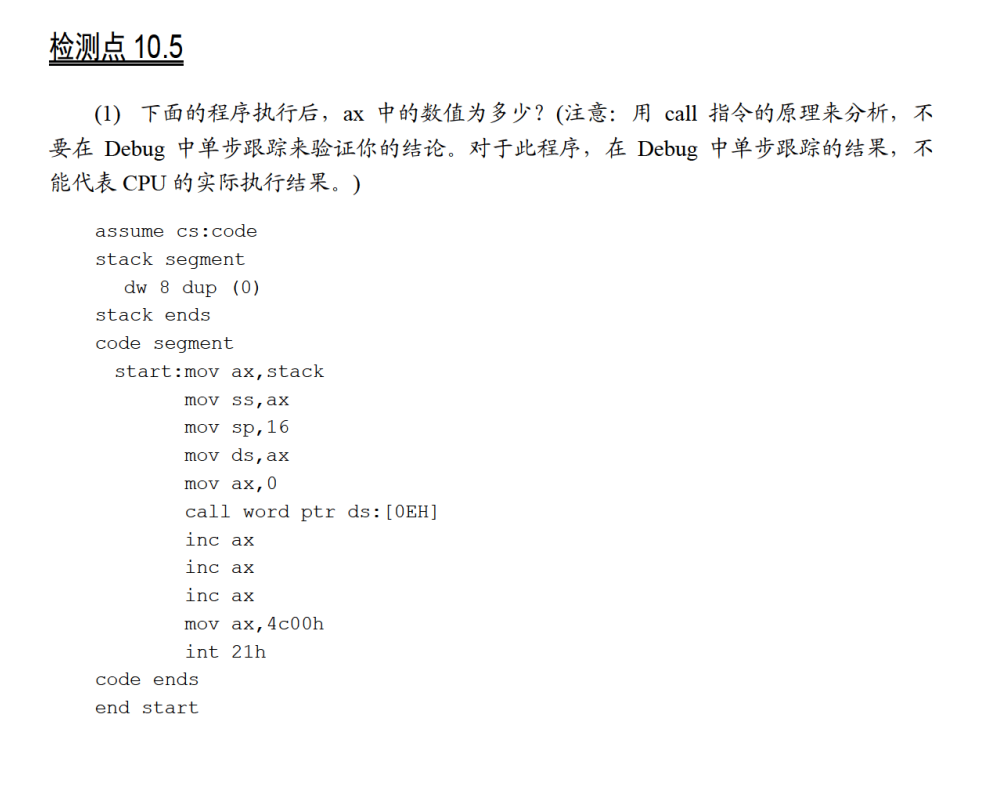 检测点 10.5
(1) 下面的程序执行后，ax 中的数值为多少？(注意：用 call 指令的原理来分析，不
要在 Debug 中单步跟踪来验证你的结论。对于此程序，在 Debug 中单步跟踪的结果，不
能代表 CPU 的实际执行结果。)
assume cs:code
stack segment
dw 8 dup (0)
stack ends
code segment
start:mov ax,stack
mov ss,ax
mov sp,16
mov ds,ax
mov ax,0
call word ptr ds:[0EH]
inc ax
inc ax
inc ax
mov ax,4c00h
int 21h
code ends
end start